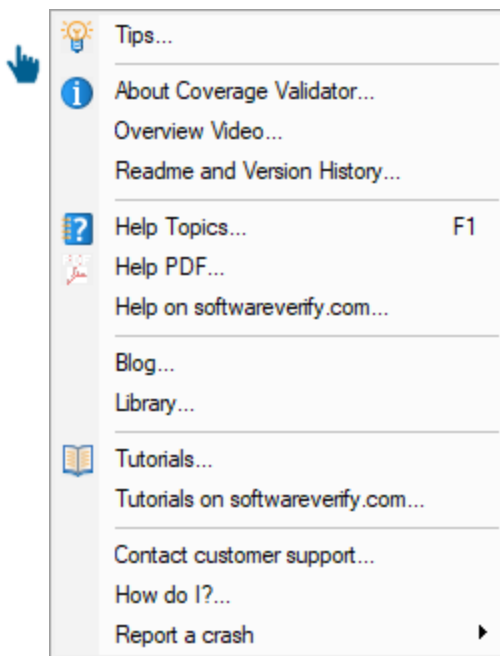 Tips...
About Coverage Validator...
Overview Video...
Readme and Version History...
Help Topics... F1
Help PDF...
Help on softwareverify.com...
Blog...
Library...
Tutorials...
Tutorials on softwareverify.com...
Contact customer support...
How do I?...
Report a crash